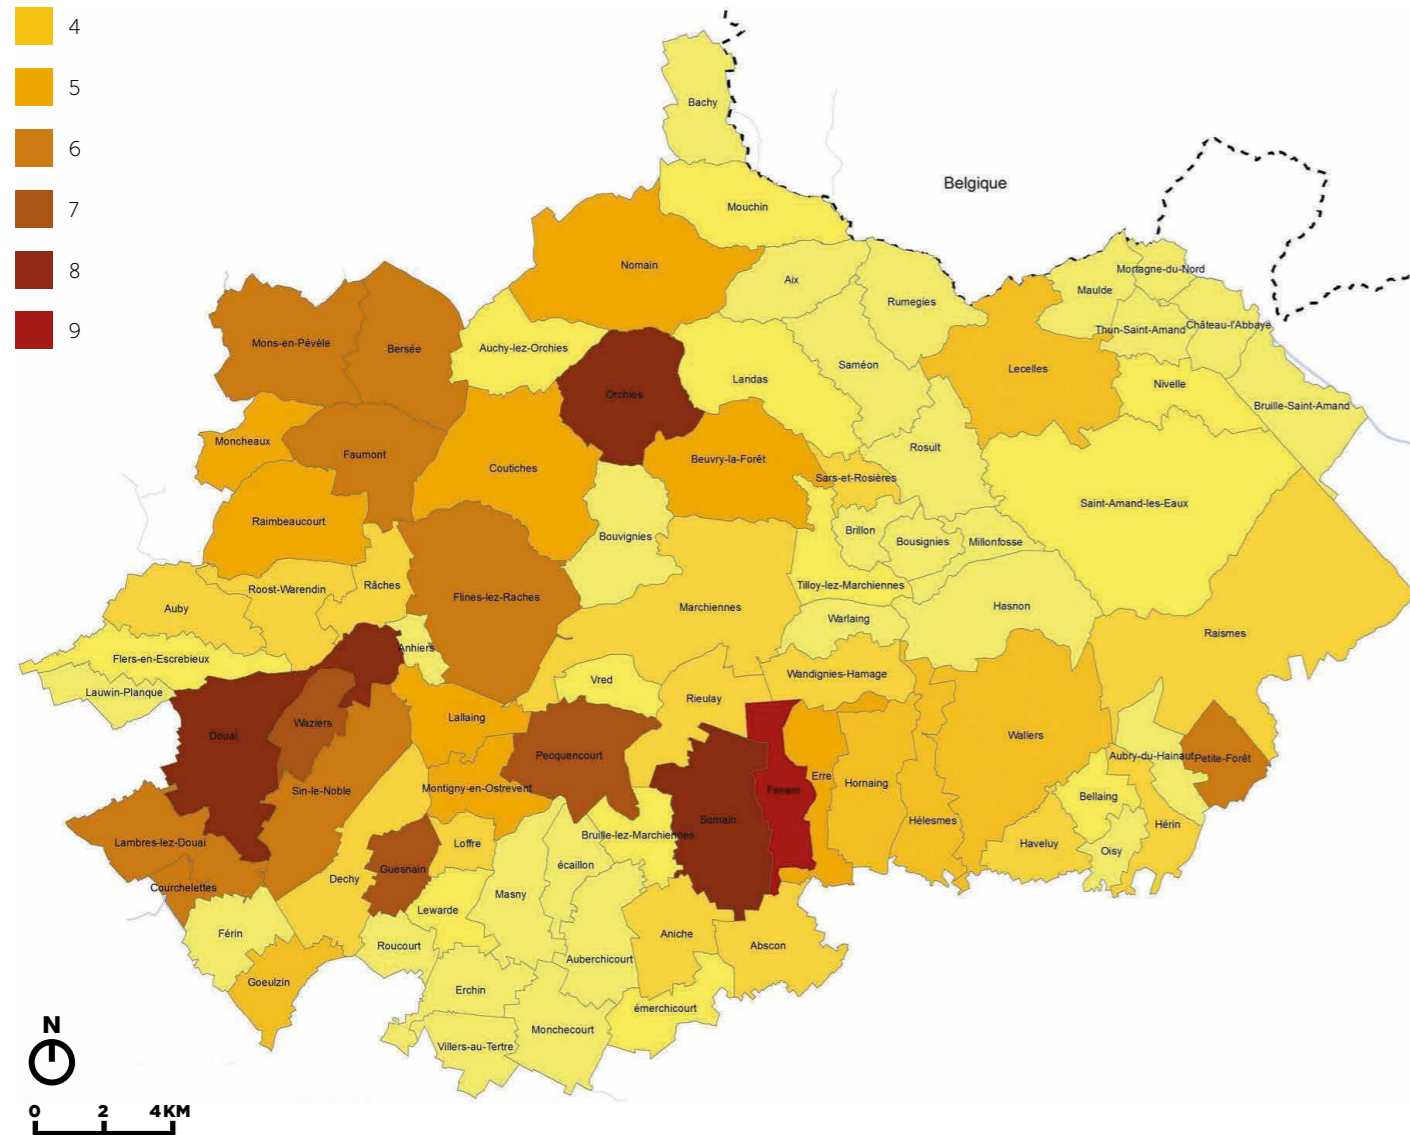 4
5
6
7
8
9
Bachy
Belgique
Mouchin
Nomain
Aix
Mortagne-du-Nord
Maulde
Rumegies
Thun-Saint-Amand
Château-l'Abbaye
Mons-en-Pévèle
Bersée
Auchy-lez-Orchies
Saméon
Lecelles
Landas
Nivelle
Orchies
Bruille-Saint-Amand
Moncheaux
Faumont
Coutiches
Beuvry-la-Forêt
Rosult
Sars-et-Rosières
Saint-Amand-les-Eaux
Raimbeaucourt
Bouvignies
Brillon
Bousignies
Millonfosse
Roost-Warendin
Râches
Tilloy-lez-Marchiennes
Flines-lez-Raches
Auby
Marchiennes
Hasnon
Warlaing
Raismes
Anhiers
Flers-en-Escrebieux
Vred
Wandignies-Hamage
Lauwin-Planque
Rieulay
Lallaing
Waziers
Douai
Wallers
Pecquencourt
Aubry-du-Hainaut
Petite-Forêt
Erre
Hornaing
Sin-le-Noble
Montigny-en-Ostrevent
Fenain
Bellaing
Somain
Hélesmes
Hérin
Bruille-lez-Marchiennes
Lambres-lez-Douai
Loffre
Haveluy
Oisy
écaillon
Guesnain
Dechy
Courchelettes
Masny
Lewarde
Férin
Aniche
Roucourt
Abscon
Auberchicourt
Goeulzin
Erchin
émerchicourt
Monchecourt
Villers-au-Tertre
N
0 2 4KM